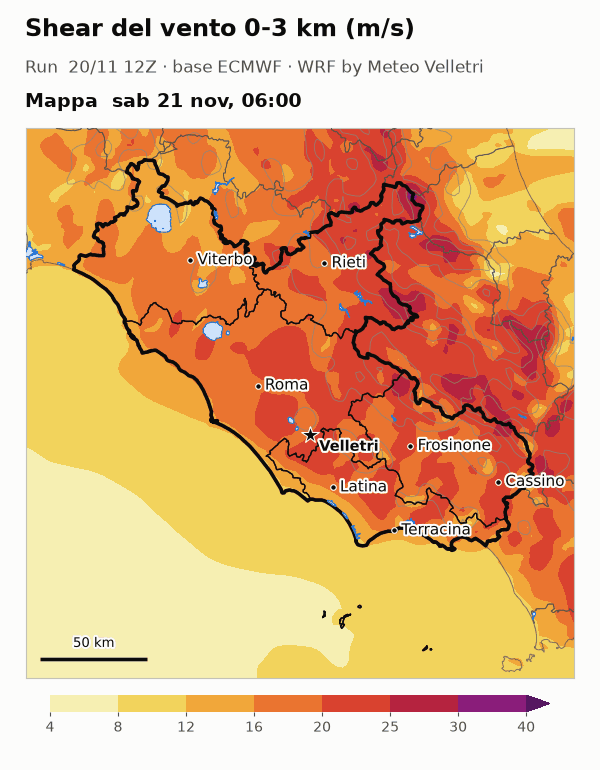 Shear del vento 0-3 km (m/s)
Run  20/11 12Z · base ECMWF · WRF by Meteo Velletri
Mappa  sab 21 nov, 06:00
Viterbo
Rieti
Roma
Velletri
Frosinone
Cassino
Latina
Terracina
50 km
4 8 12 16 20 25 30 40